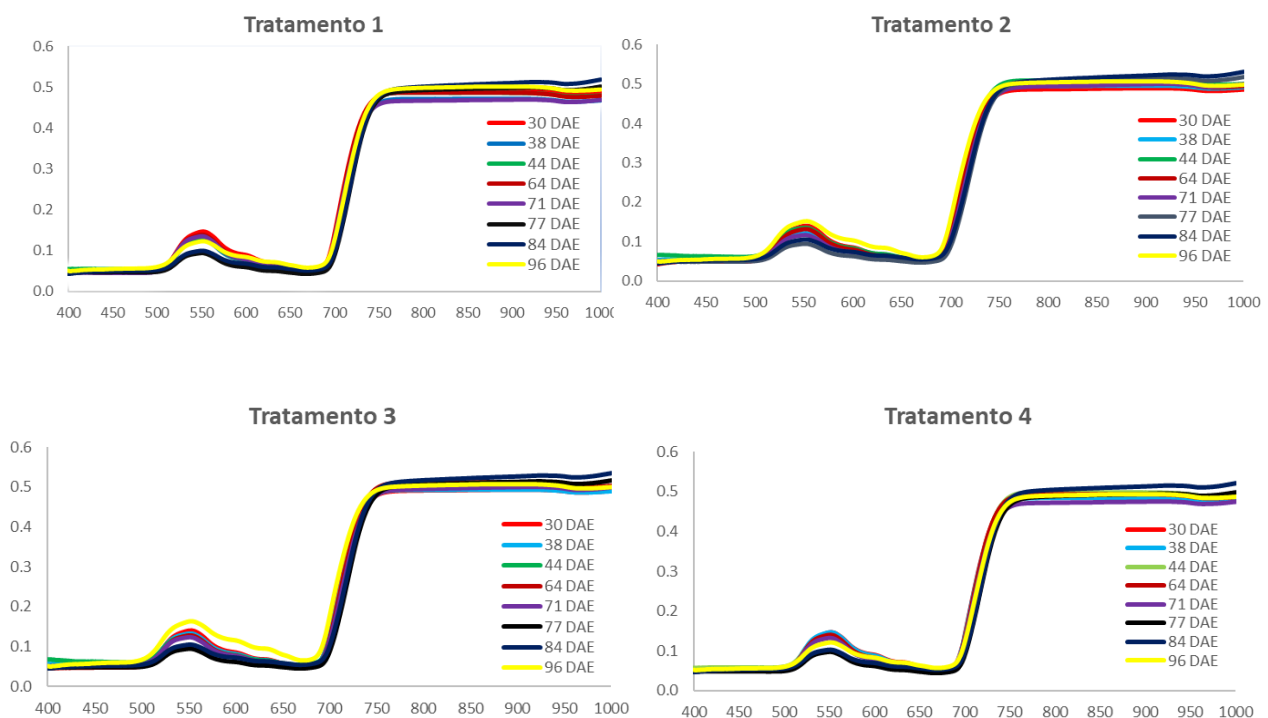 Tratamento 1
0.6
0.5
0.4
0.3
0.2
0.1
0.0
400 450 500 550 600 650 700 750 800 850 900 950 1000
30 DAE
38 DAE
44 DAE
64 DAE
71 DAE
77 DAE
84 DAE
96 DAE
Tratamento 2
0.6
0.5
0.4
0.3
0.2
0.1
0.0
400 450 500 550 600 650 700 750 800 850 900 950 1000
30 DAE
38 DAE
44 DAE
64 DAE
71 DAE
77 DAE
84 DAE
96 DAE
Tratamento 3
0.6
0.5
0.4
0.3
0.2
0.1
0.0
400 450 500 550 600 650 700 750 800 850 900 950 1000
30 DAE
38 DAE
44 DAE
64 DAE
71 DAE
77 DAE
84 DAE
96 DAE
Tratamento 4
0.6
0.5
0.4
0.3
0.2
0.1
0.0
400 450 500 550 600 650 700 750 800 850 900 950 1000
30 DAE
38 DAE
44 DAE
64 DAE
71 DAE
77 DAE
84 DAE
96 DAE